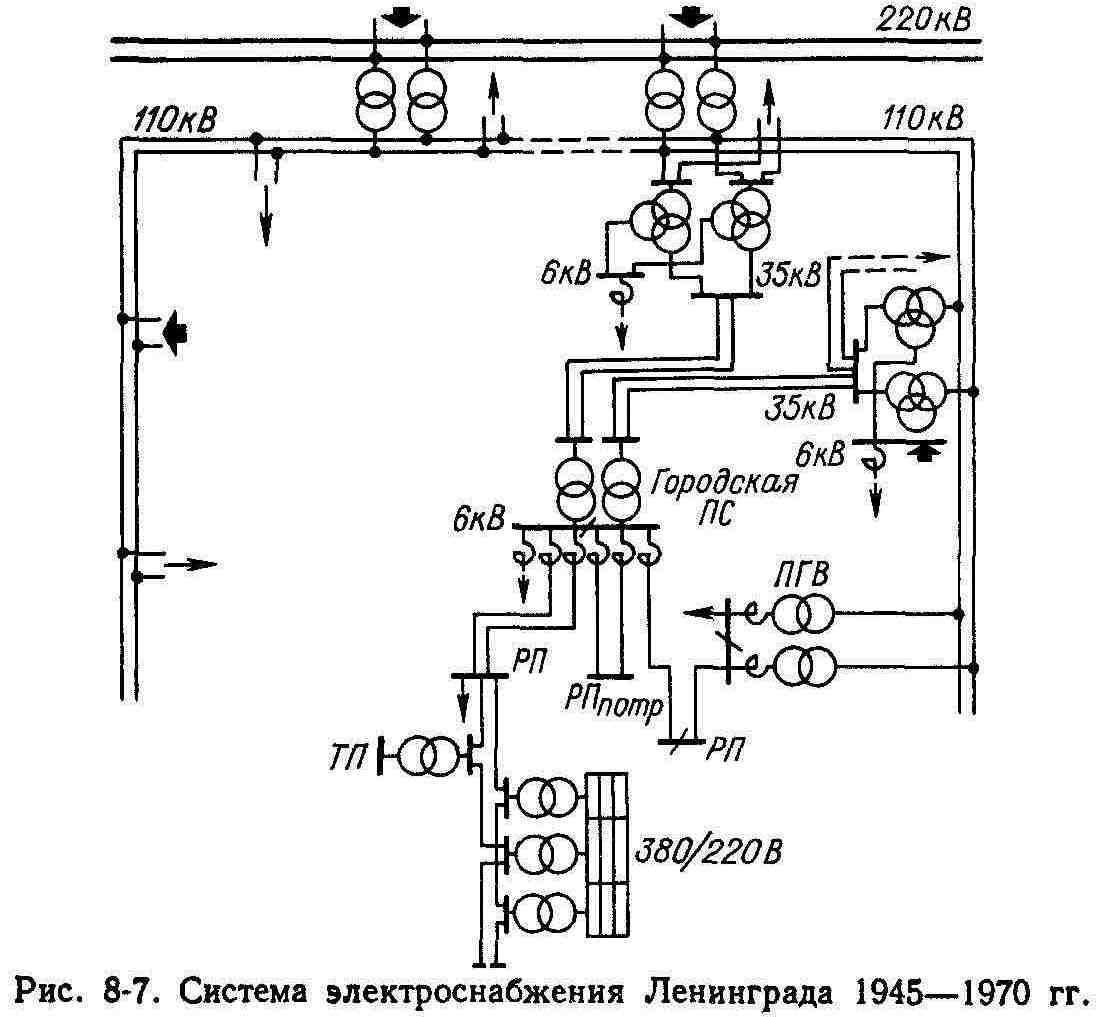 220кВ
110кВ
110кВ
6кВ
35кВ
35кВ
6кВ
Городская
ПС
6кВ
ПГВ
РП
РПпотр
РП
ТП
380/220В
Рис. 8-7. Система электроснабжения Ленинграда 1945—1970 гг.